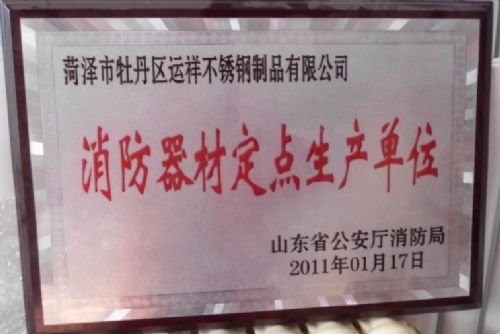 菏泽市牡丹区运祥不锈钢制品有限公司
消防器材定点生产单位
山东省公安厅消防局
2011年01月17日